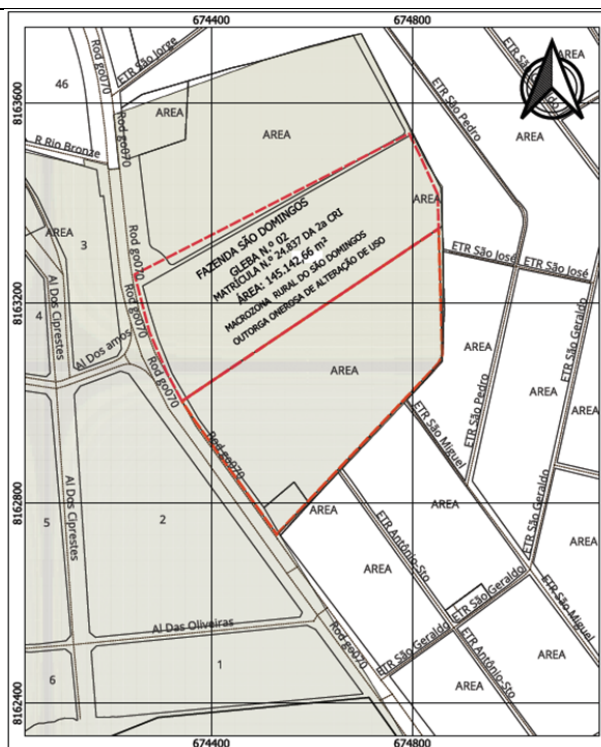 674400
674800
8163600
8163200
8162800
8162400
46
ETR São Jorge
Rod go070
AREA
ETR São Geraldo
AREA
Rod go070
AREA
AREA
ETR São Pedro
AREA
R Rio Bronze
AREA
AREA
3
Rod go070
FAZENDA SÃO DOMINGOS
GLEBA N.º 02
MATRÍCULA N.º 24.837 DA 2a CRI
ÁREA: 145.142,66 m²
MACROZONA RURAL DO SÃO DOMINGOS
OUTORGA ONEROSA DE ALTERAÇÃO DE USO
ETR São José
ETR São José
4
Al Dos Ciprestes
Rod go070
Al Dos amos
Rod go070
AREA
AREA
ETR São Pedro
AREA
ETR São Geraldo
AREA
ETR São Miguel
Rod go070
Al Dos Ciprestes
5
2
AREA
AREA
ETR São Geraldo
AREA
AREA
ETR Antônio-Sto
ETR São Geraldo
ETR São Miguel
Al Das Oliveiras
Rod go070
ETR São Geraldo
ETR Antônio-Sto
AREA
6
1
AREA
674400
674800